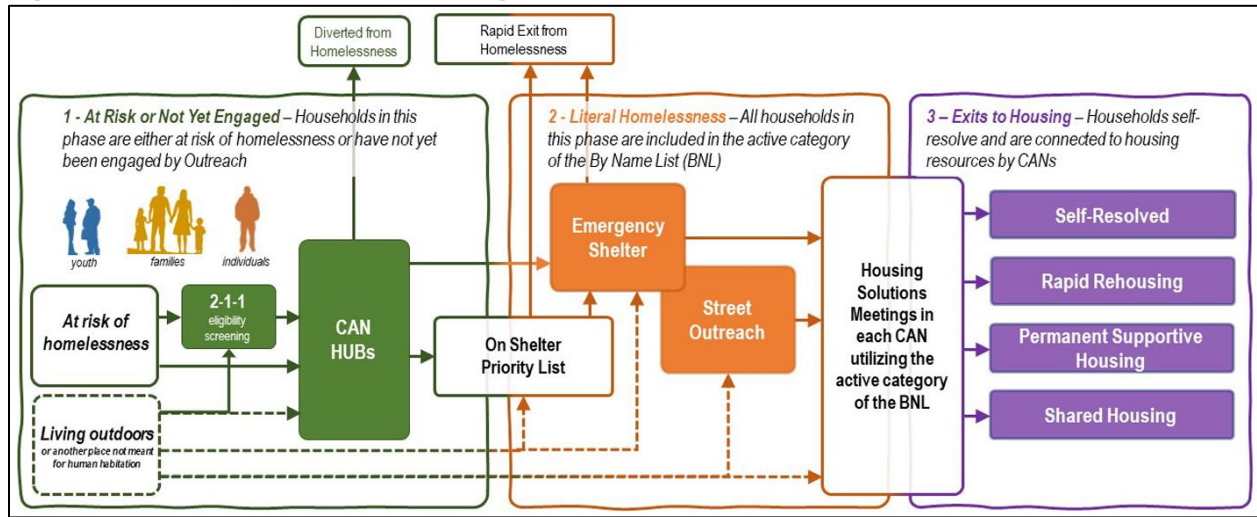 Diverted from
Homelessness
Rapid Exit from
Homelessness
1 - At Risk or Not Yet Engaged – Households in this
phase are either at risk of homelessness or have not yet
been engaged by Outreach
youth
families
individuals
At risk of
homelessness
2-1-1
eligibility
screening
Living outdoors
or another place not meant
for human habitation
CAN
HUBs
On Shelter
Priority List
2 - Literal Homelessness – All households in
this phase are included in the active category
of the By Name List (BNL)
Emergency
Shelter
Street
Outreach
Housing
Solutions
Meetings in
each CAN
utilizing the
active category
of the BNL
3 – Exits to Housing – Households self-
resolve and are connected to housing
resources by CANs
Self-Resolved
Rapid Rehousing
Permanent Supportive
Housing
Shared Housing